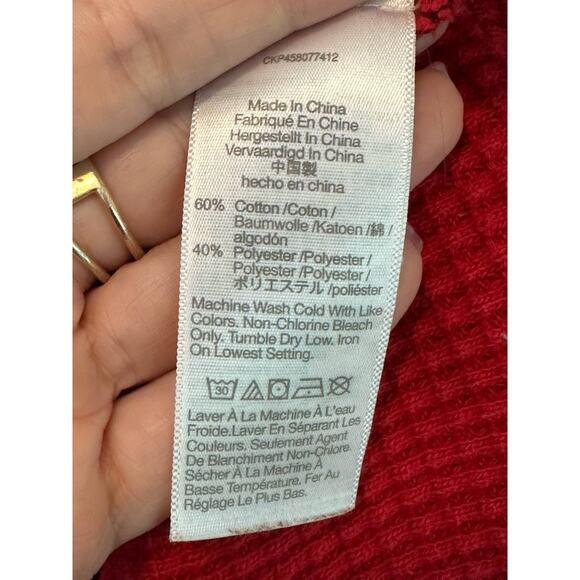 CKP458077412
Made In China
Fabriqué En Chine
Hergestellt In China
Vervaardigd In China
中国製
hecho en china
60% Cotton /Coton/
Baumwolle /Katoen /綿/
algodón
40% Polyester /Polyester/
Polyester /Polyester /
ポリエステル /poliéster
Machine Wash Cold With Like
Colors. Non-Chlorine Bleach
Only. Tumble Dry Low. Iron
On Lowest Setting.
30
Laver À La Machine À L'eau
Froide.Laver En Séparant Les
Couleurs. Seulement Agent
De Blanchiment Non-Chlore.
Sécher À La Machine À
Basse Température. Fer Au
Réglage Le Plus Bas.